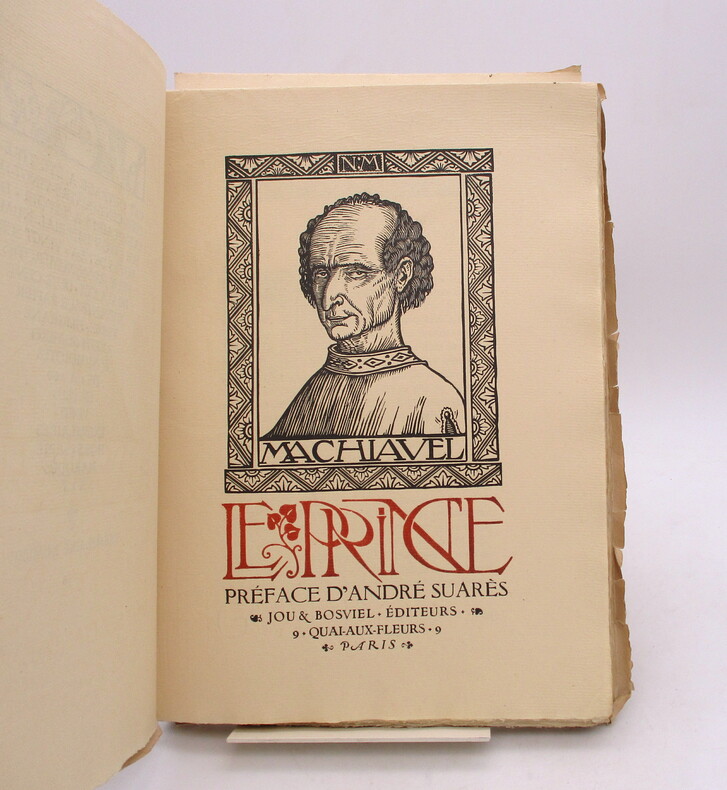 N·M
MACHIAVEL
LE PRINCE
PRÉFACE D'ANDRÉ SUARÈS
JOU & BOSVIEL · ÉDITEURS ·
9 · QUAI-AUX-FLEURS · 9
PARIS